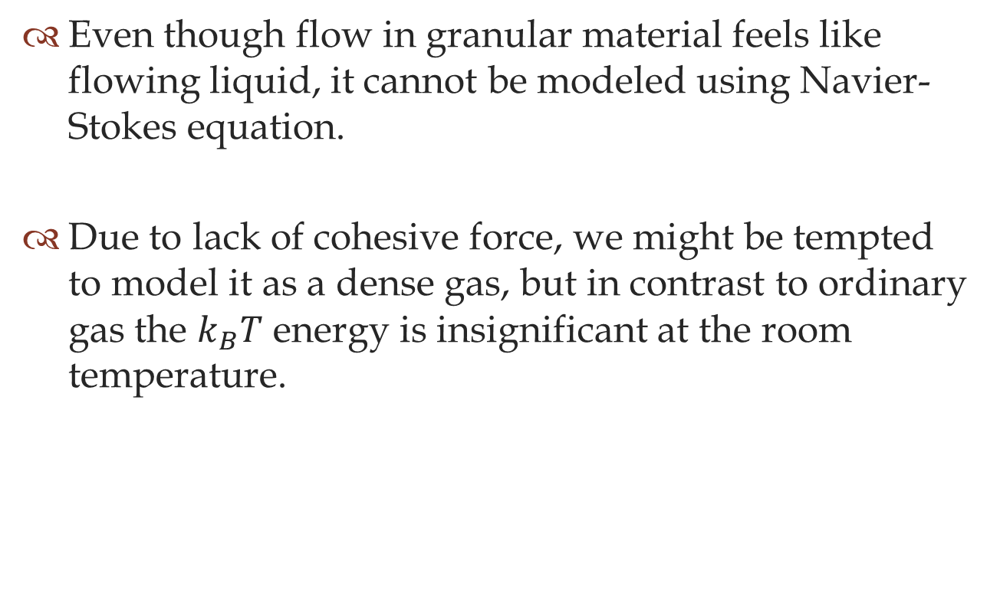 Even though flow in granular material feels like
flowing liquid, it cannot be modeled using Navier-
Stokes equation.
Due to lack of cohesive force, we might be tempted
to model it as a dense gas, but in contrast to ordinary
gas the k_BT energy is insignificant at the room
temperature.